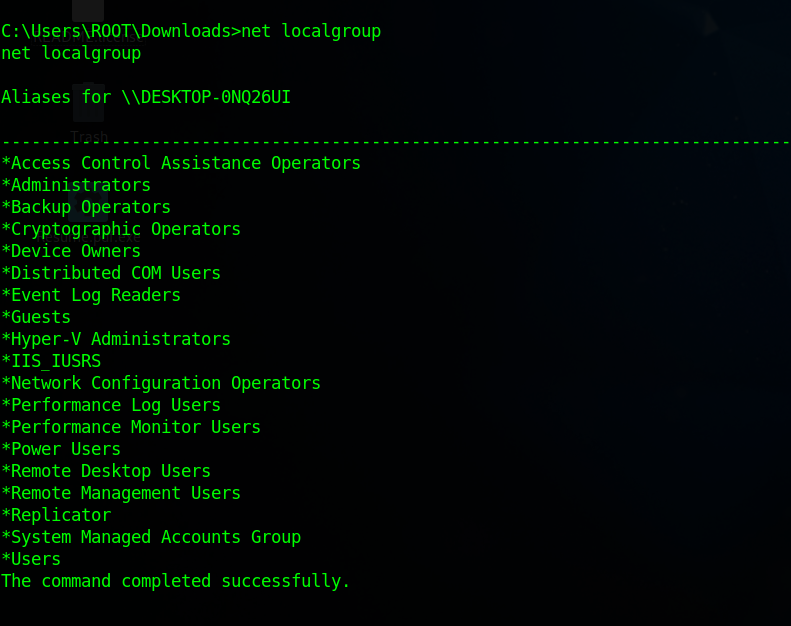 C:\Users\ROOT\Downloads>net localgroup
net localgroup
Aliases for \\DESKTOP-0NQ26UI
-------------------------------------------------------------------------------
*Access Control Assistance Operators
*Administrators
*Backup Operators
*Cryptographic Operators
*Device Owners
*Distributed COM Users
*Event Log Readers
*Guests
*Hyper-V Administrators
*IIS_IUSRS
*Network Configuration Operators
*Performance Log Users
*Performance Monitor Users
*Power Users
*Remote Desktop Users
*Remote Management Users
*Replicator
*System Managed Accounts Group
*Users
The command completed successfully.
Trash